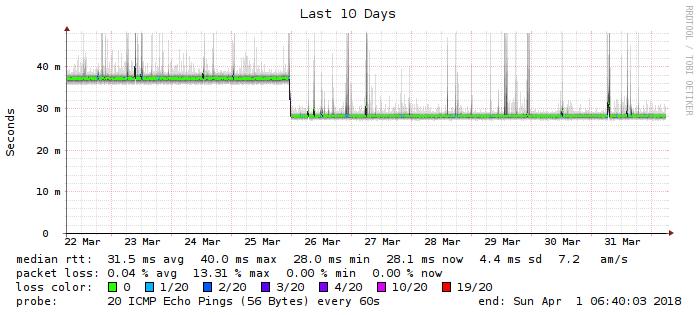 Last 10 Days
RRDTOOL / TOBI OETIKER
Seconds
40 m
30 m
20 m
10 m
0
22 Mar 23 Mar 24 Mar 25 Mar 26 Mar 27 Mar 28 Mar 29 Mar 30 Mar 31 Mar
median rtt: 31.5 ms avg 40.0 ms max 28.0 ms min 28.1 ms now 4.4 ms sd 7.2 am/s
packet loss: 0.04 % avg 13.31 % max 0.00 % min 0.00 % now
loss color: 0 1/20 2/20 3/20 4/20 10/20 19/20
probe: 20 ICMP Echo Pings (56 Bytes) every 60s end: Sun Apr 1 06:40:03 2018